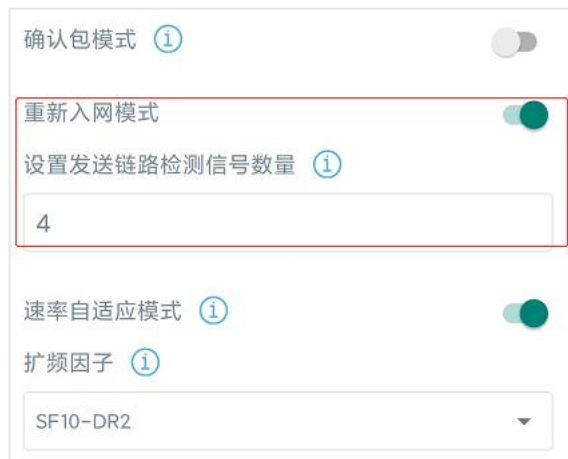 确认包模式 i
重新入网模式
设置发送链路检测信号数量 i
4
速率自适应模式 i
扩频因子 i
SF10-DR2